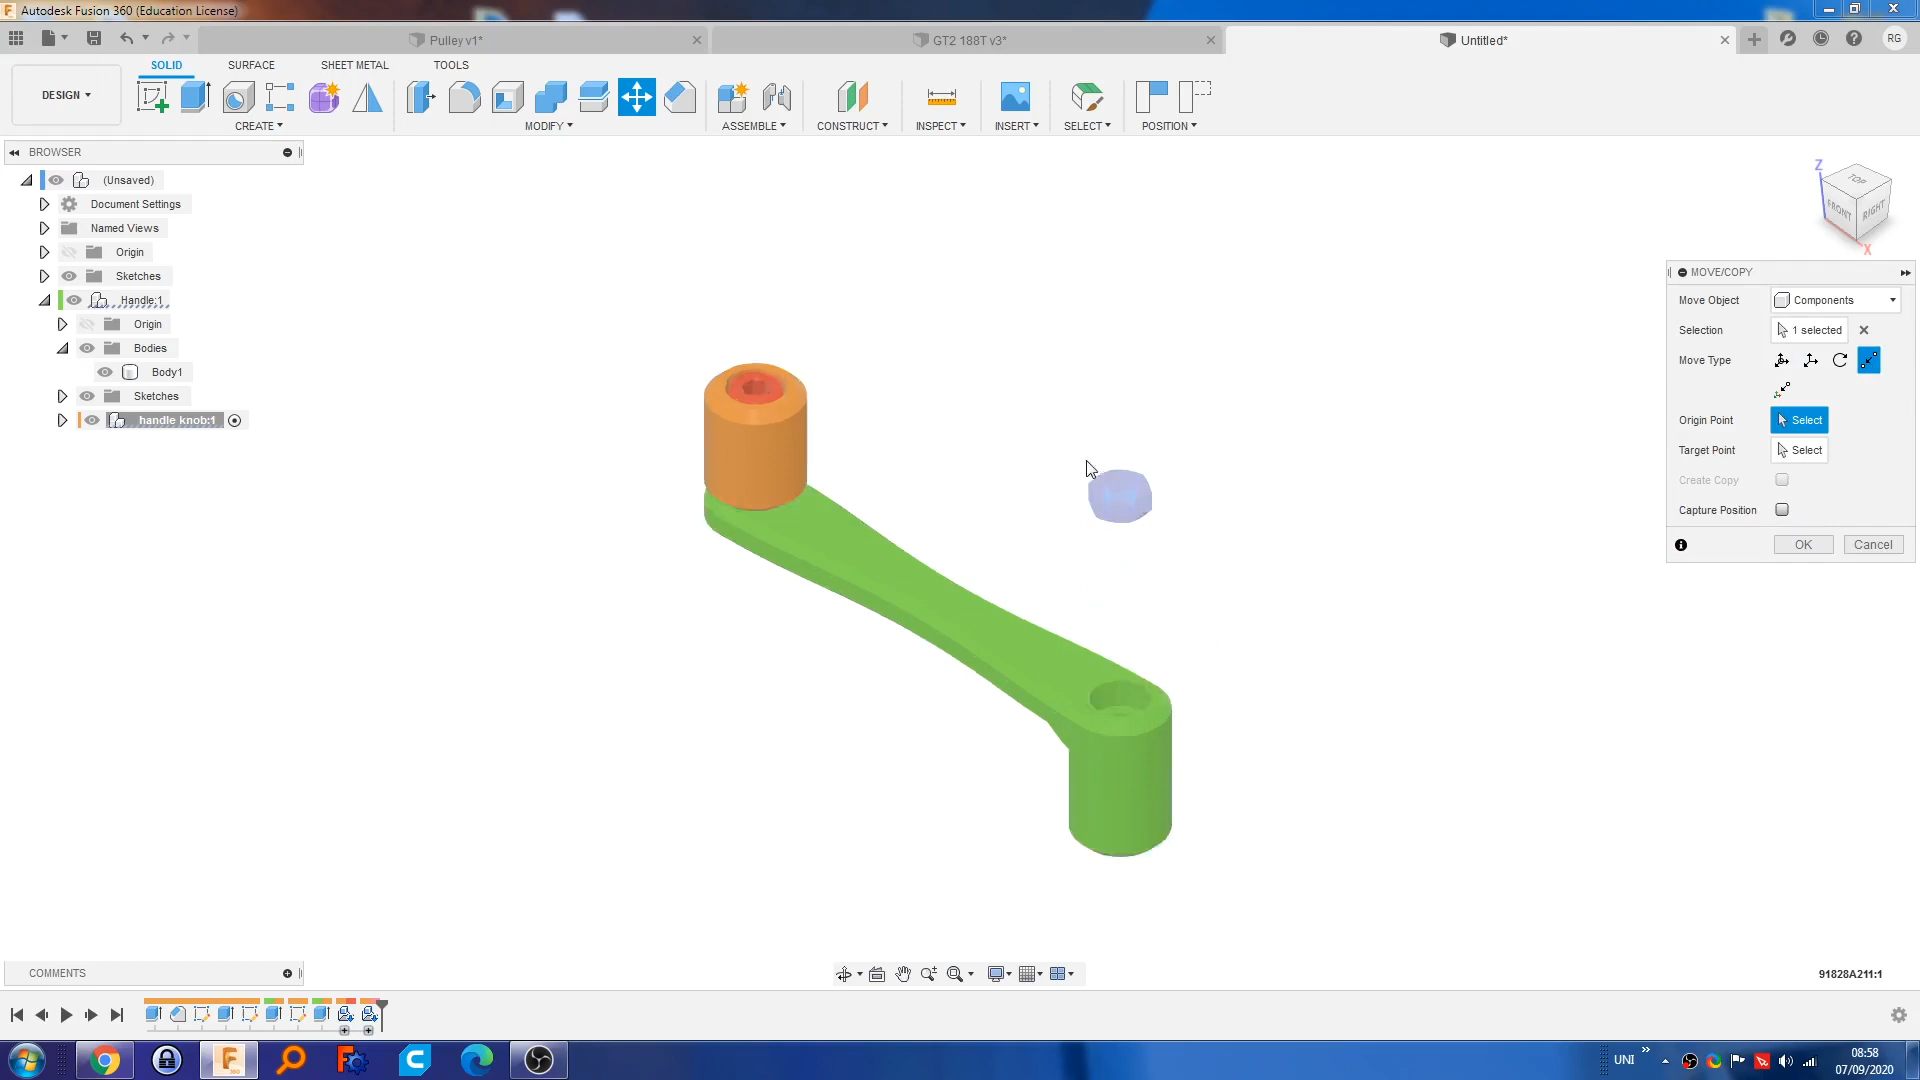 Autodesk Fusion 360 (Education License)
Pulley v1*
GT2 188T v3*
Untitled*
RG
SOLID
SURFACE
SHEET METAL
TOOLS
DESIGN
CREATE
MODIFY
ASSEMBLE
CONSTRUCT
INSPECT
INSERT
SELECT
POSITION
BROWSER
(Unsaved)
Document Settings
Named Views
Origin
Sketches
Handle:1
Origin
Bodies
Body1
Sketches
handle knob:1
Z
TOP
FRONT
RIGHT
X
MOVE/COPY
Move Object
Components
Selection
1 selected
Move Type
Origin Point
Select
Target Point
Select
Create Copy
Capture Position
OK
Cancel
COMMENTS
91828A211:1
UNI
08:58
07/09/2020